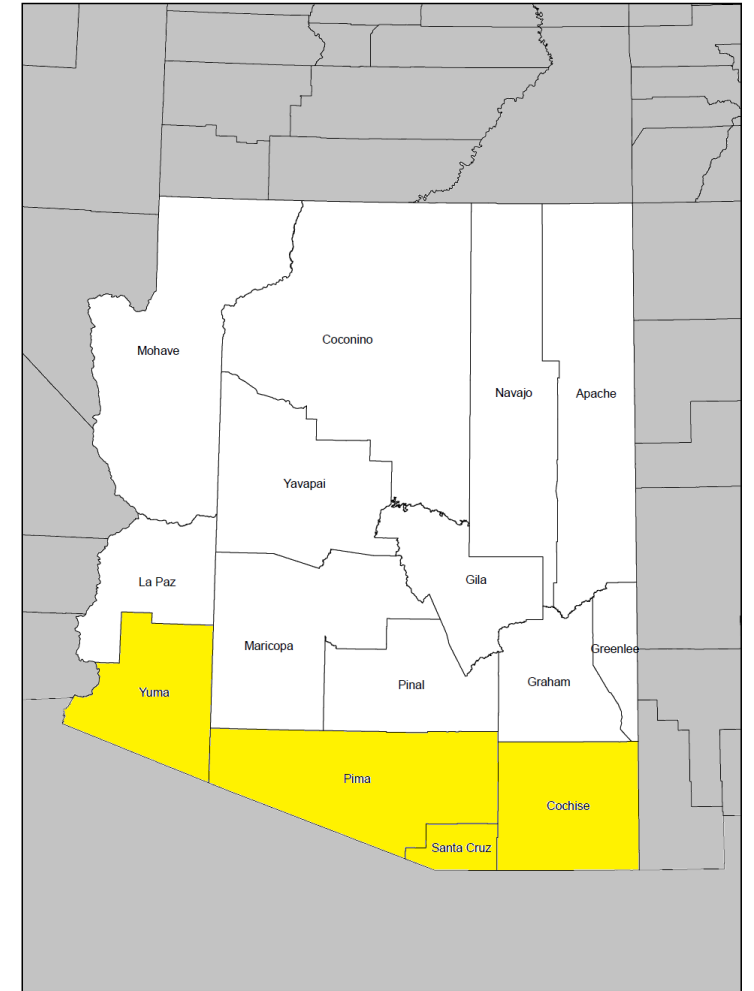 Coconino
Mohave
Navajo
Apache
Yavapai
Gila
La Paz
Maricopa
Greenlee
Graham
Pinal
Yuma
Pima
Cochise
Santa Cruz